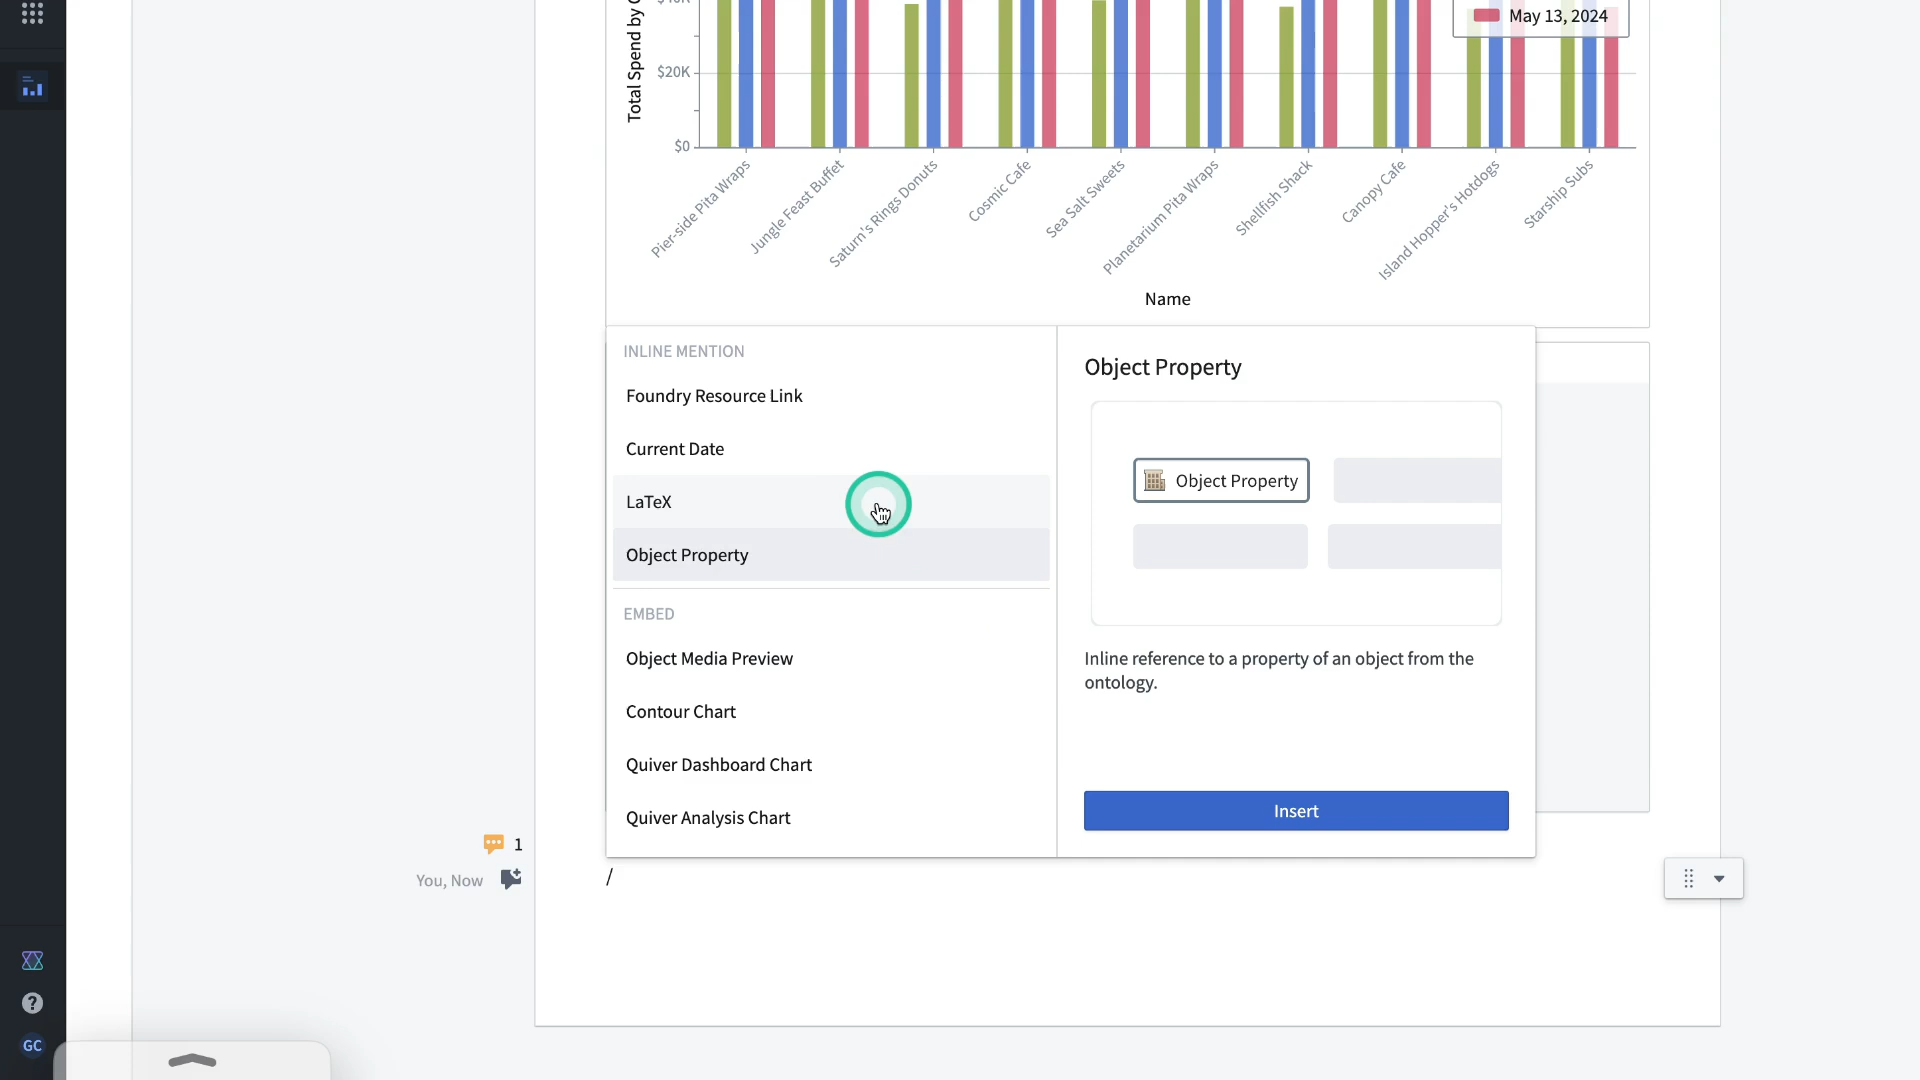 Total Spend by
$20K
$0
May 13, 2024
Pier-side Pita Wraps
Jungle Feast Buffet
Saturn's Rings Donuts
Cosmic Cafe
Sea Salt Sweets
Planetarium Pita Wraps
Shellfish Shack
Canopy Cafe
Island Hopper's Hotdogs
Starship Subs
Name
INLINE MENTION
Foundry Resource Link
Current Date
LaTeX
Object Property
EMBED
Object Media Preview
Contour Chart
Quiver Dashboard Chart
Quiver Analysis Chart
Object Property
Object Property
Inline reference to a property of an object from the
ontology.
Insert
1
You, Now
/
?
GC